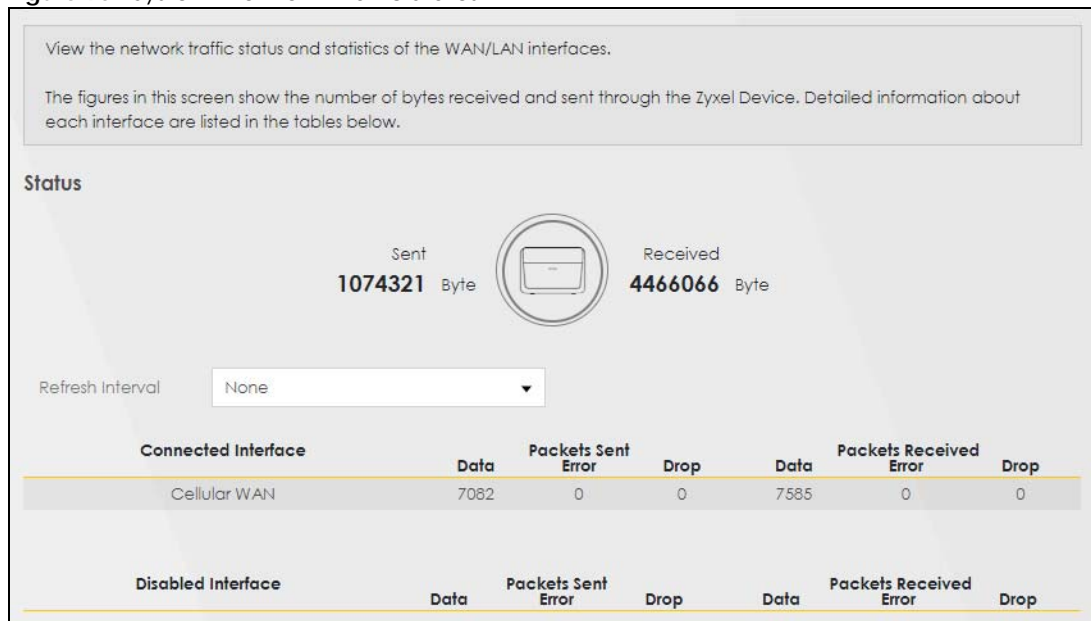 View the network traffic status and statistics of the WAN/LAN interfaces.
The figures in this screen show the number of bytes received and sent through the Zyxel Device. Detailed information about
each interface are listed in the tables below.
Status
Sent
1074321 Byte
Received
4466066 Byte
Refresh Interval None
Connected Interface Packets Sent Packets Received
Data Error Drop Data Error Drop
Cellular WAN 7082 0 0 7585 0 0
Disabled Interface Packets Sent Packets Received
Data Error Drop Data Error Drop